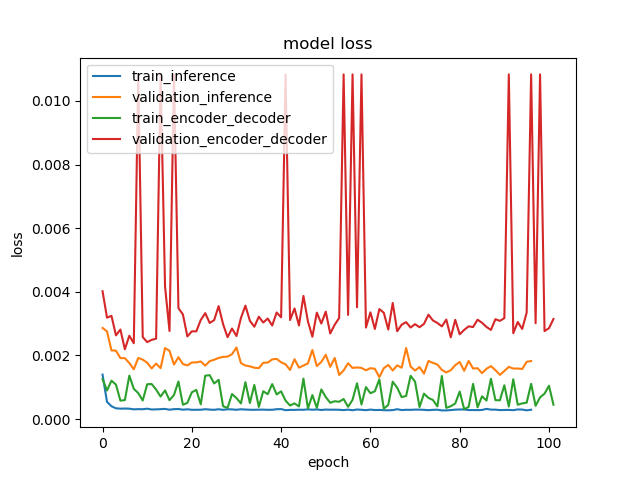 model loss
train_inference
validation_inference
train_encoder_decoder
validation_encoder_decoder
loss
0.010
0.008
0.006
0.004
0.002
0.000
0 20 40 60 80 100
epoch